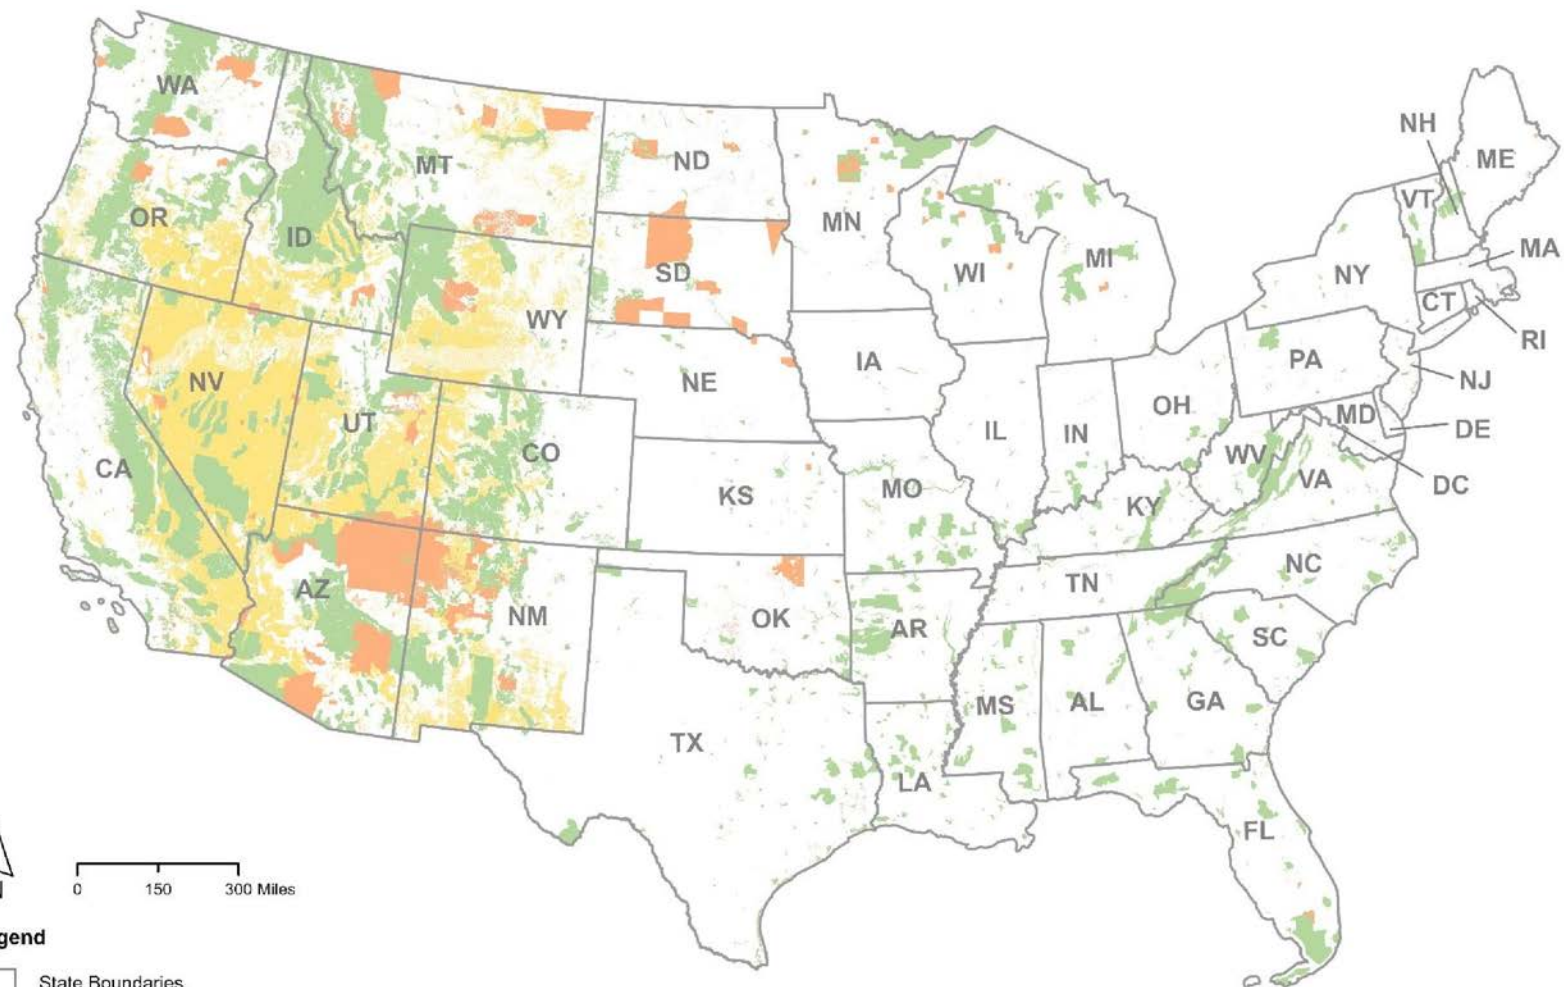 WA
NH
ME
MT
ND
VT
OR
MN
ID
MA
SD
WI
MI
NY
CT
WY
RI
IA
PA
NV
NE
NJ
OH
UT
MD
DE
IL
IN
CO
WV
CA
DC
KS
MO
VA
KY
NC
AZ
TN
NM
OK
AR
SC
MS
AL
GA
TX
LA
FL
0 150 300 Miles
N
gend
State Boundaries